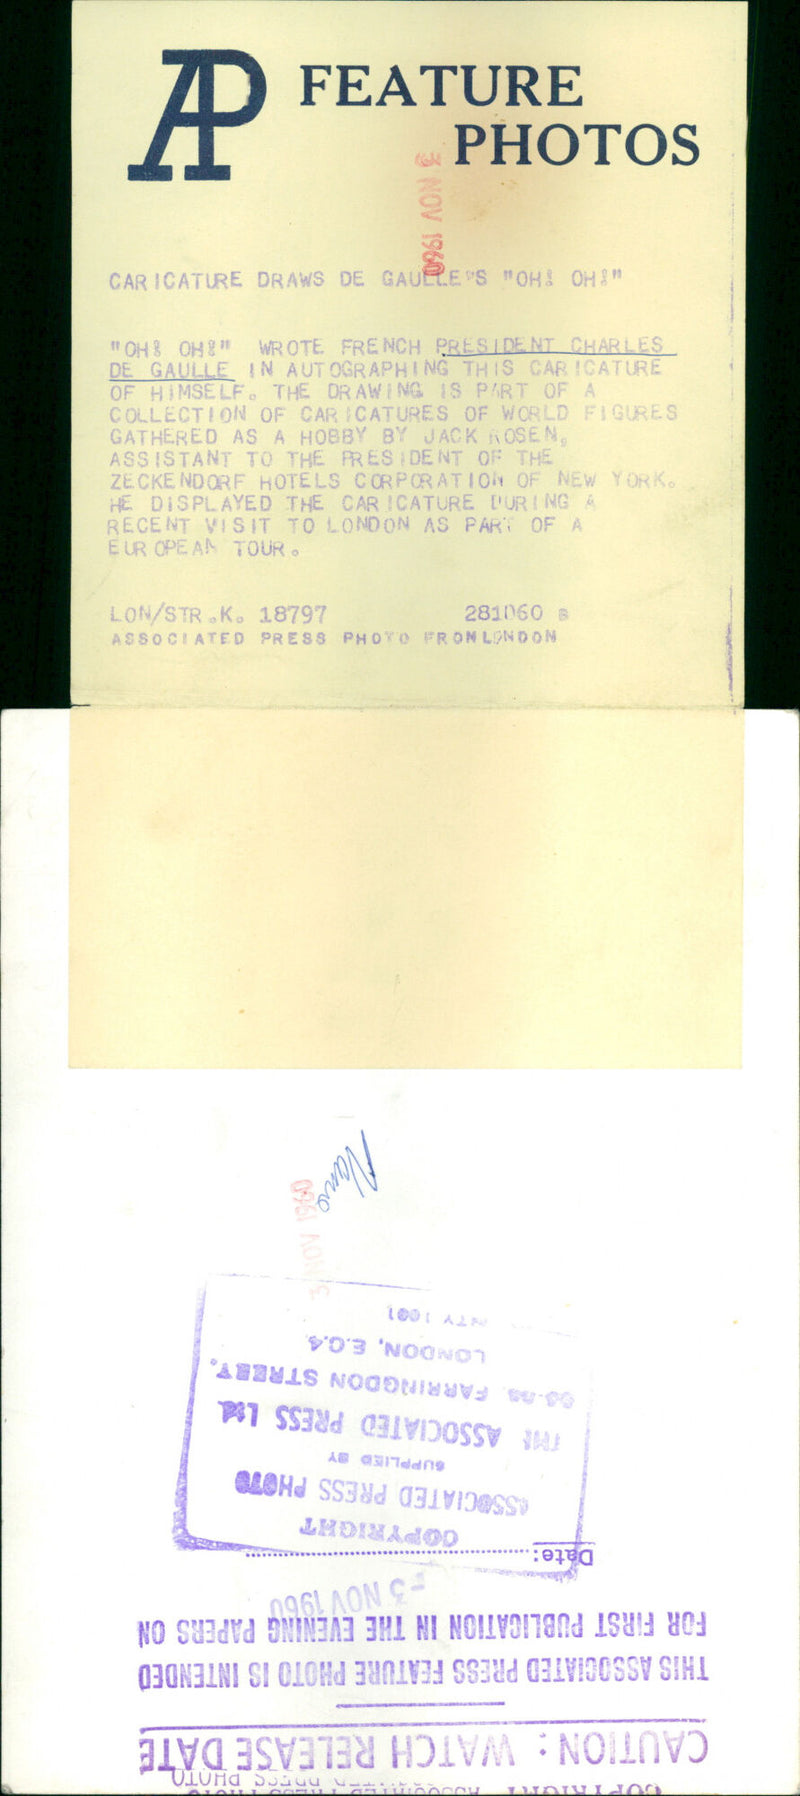 AP FEATURE
PHOTOS
3 NOV 1960
CARICATURE DRAWS DE GAULLE'S "OH! OH!"
"OH! OH!" WROTE FRENCH PRESIDENT CHARLES
DE GAULLE IN AUTOGRAPHING THIS CARICATURE
OF HIMSELF. THE DRAWING IS PART OF A
COLLECTION OF CARICATURES OF WORLD FIGURES
GATHERED AS A HOBBY BY JACK ROSEN,
ASSISTANT TO THE PRESIDENT OF THE
ZECKENDORF HOTELS CORPORATION OF NEW YORK.
HE DISPLAYED THE CARICATURE DURING A
RECENT VISIT TO LONDON AS PART OF A
EUROPEAN TOUR.
LON/STR.K. 18797 281060 B
ASSOCIATED PRESS PHOTO FROM LONDON
3 NOV 1960
LONDON, E.C.4
FARRINGDON STREET,
THE ASSOCIATED PRESS Ltd.
SUPPLIED BY
ASSOCIATED PRESS PHOTO
COPYRIGHT
Date:
-3 NOV 1960
FOR FIRST PUBLICATION IN THE EVENING PAPERS ON
THIS ASSOCIATED PRESS FEATURE PHOTO IS INTENDED
CAUTION: WATCH RELEASE DATE
COPYRIGHT ASSOCIATED PRESS PHOTO